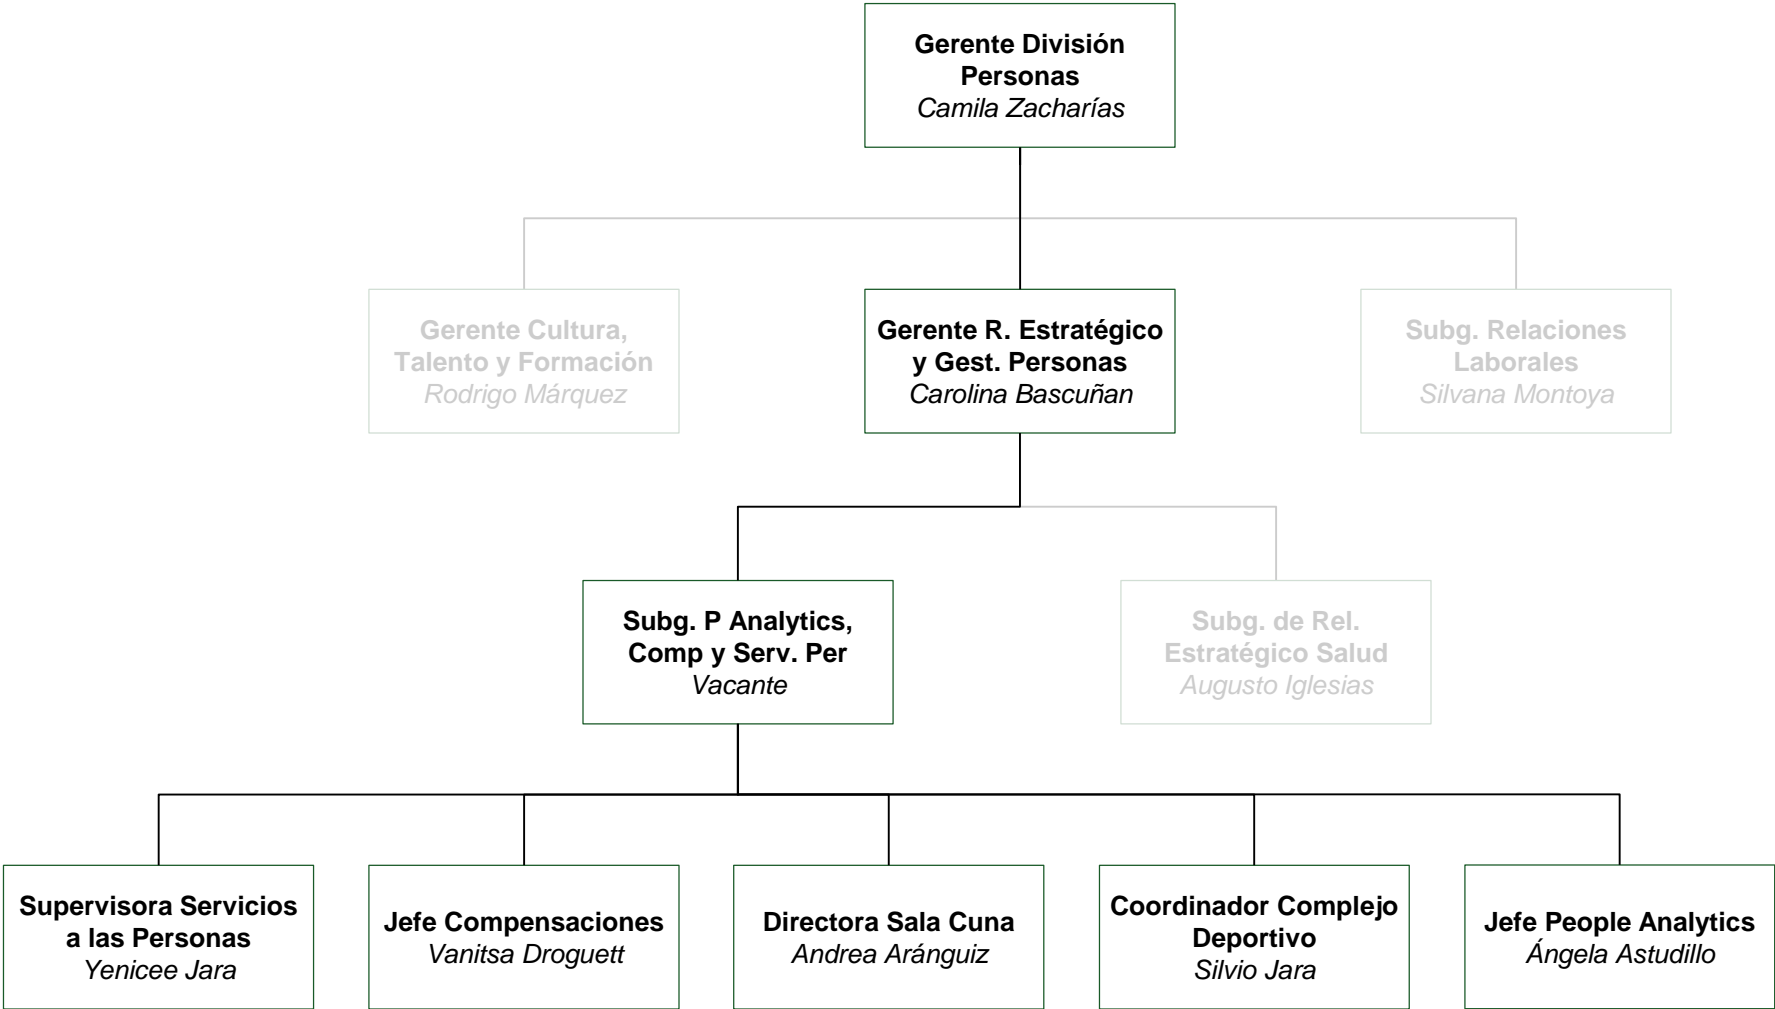 Gerente División
Personas
Camila Zacharías
Gerente Cultura,
Talento y Formación
Rodrigo Márquez
Gerente R. Estratégico
y Gest. Personas
Carolina Bascuñan
Subg. Relaciones
Laborales
Silvana Montoya
Subg. P Analytics,
Comp y Serv. Per
Vacante
Subg. de Rel.
Estratégico Salud
Augusto Iglesias
Supervisora Servicios
a las Personas
Yenicee Jara
Jefe Compensaciones
Vanitsa Droguett
Directora Sala Cuna
Andrea Aránguiz
Coordinador Complejo
Deportivo
Silvio Jara
Jefe People Analytics
Ángela Astudillo